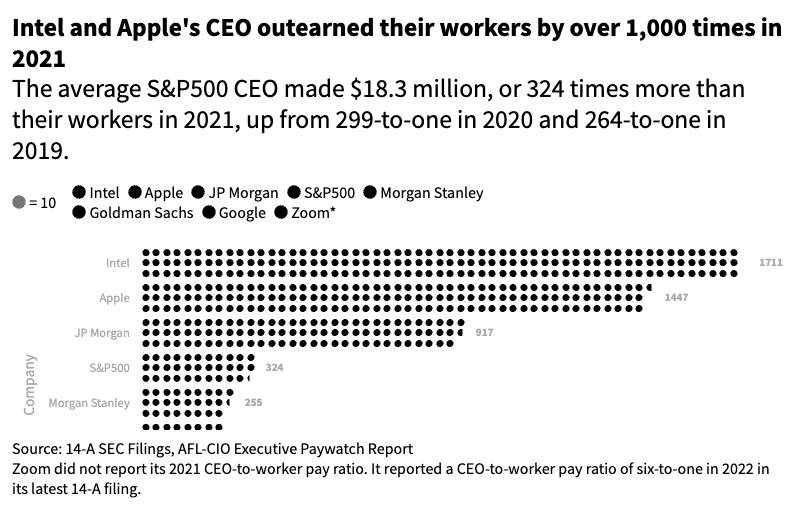 Intel and Apple's CEO outearned their workers by over 1,000 times in
2021
The average S&P500 CEO made $18.3 million, or 324 times more than
their workers in 2021, up from 299-to-one in 2020 and 264-to-one in
2019.
= 10
Intel Apple JP Morgan S&P500 Morgan Stanley
Goldman Sachs Google Zoom*
Intel 1711
Apple 1447
JP Morgan 917
S&P500 324
Morgan Stanley 255
Company
Source: 14-A SEC Filings, AFL-CIO Executive Paywatch Report
Zoom did not report its 2021 CEO-to-worker pay ratio. It reported a CEO-to-worker pay ratio of six-to-one in 2022 in
its latest 14-A filing.